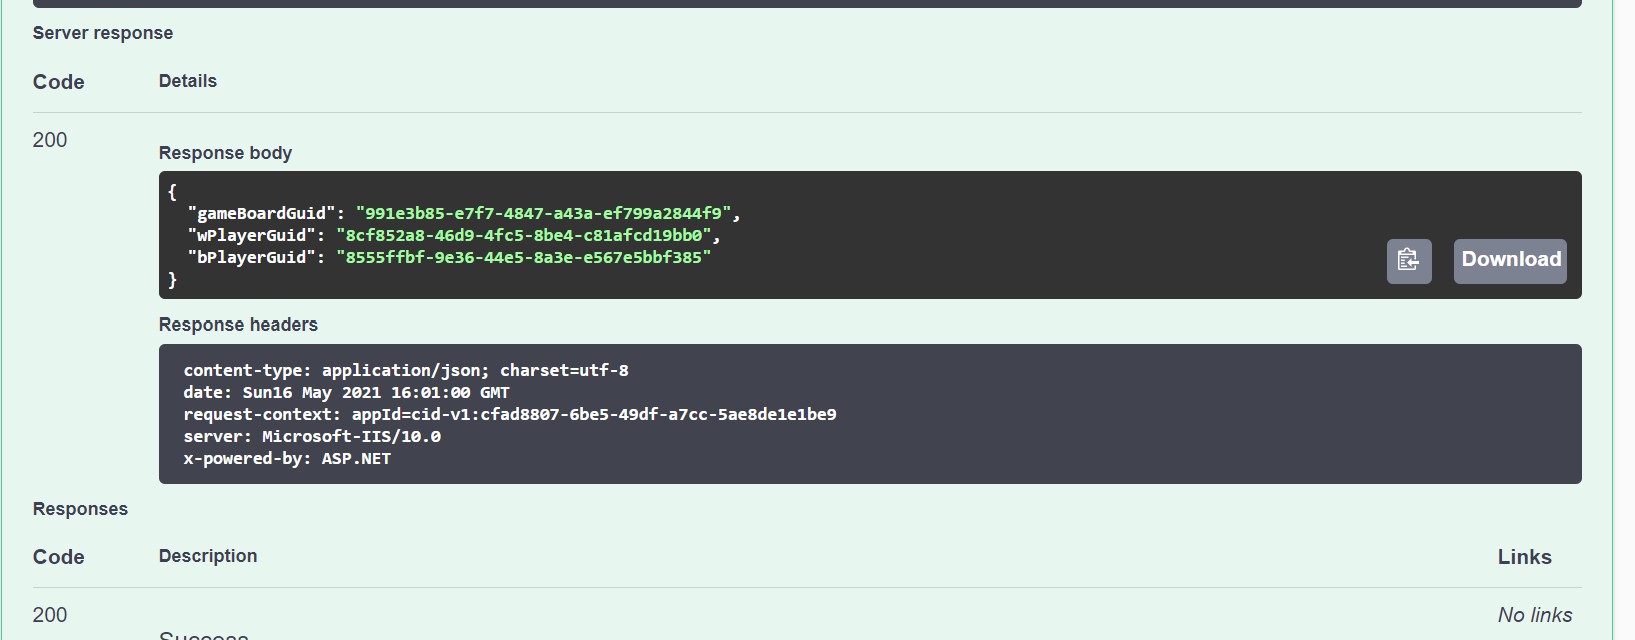 Server response
Code Details
200
Response body
{
"gameBoardGuid": "991e3b85-e7f7-4847-a43a-ef799a2844f9",
"wPlayerGuid": "8cf852a8-46d9-4fc5-8be4-c81afcd19bb0",
"bPlayerGuid": "8555ffbf-9e36-44e5-8a3e-e567e5bbf385"
Download
}
Response headers
content-type: application/json; charset=utf-8
date: Sun16 May 2021 16:01:00 GMT
request-context: appId=cid-v1:cfad8807-6be5-49df-a7cc-5ae8de1e1be9
server: Microsoft-IIS/10.0
x-powered-by: ASP.NET
Responses
Code Description Links
200 No links
Success